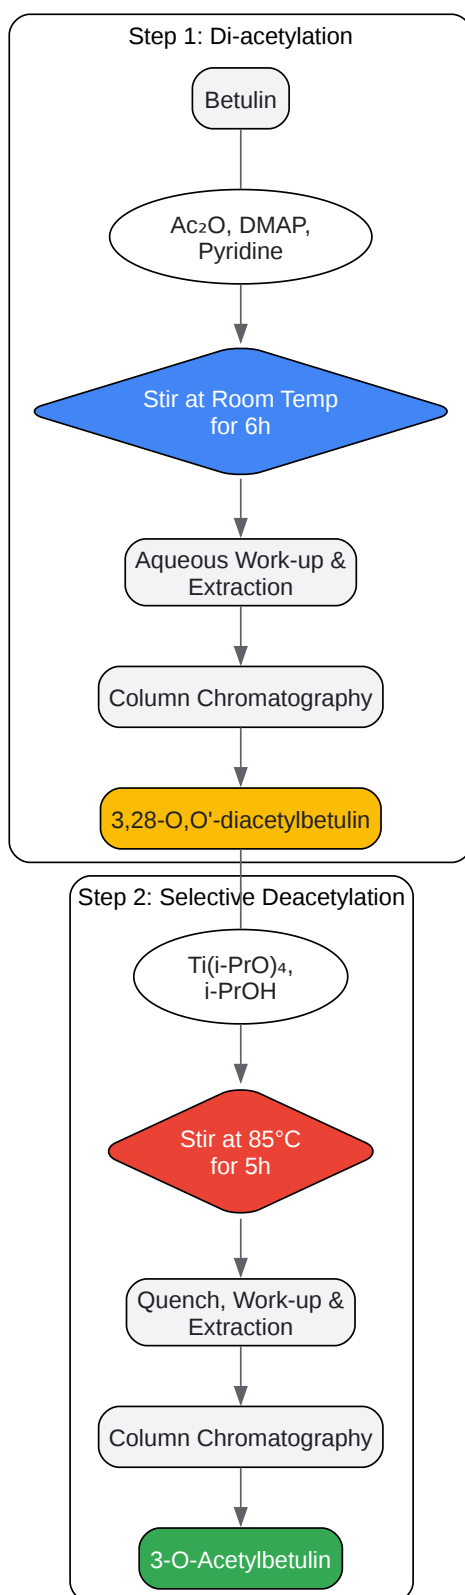 Step 1: Di-acetylation
Betulin
Ac₂O, DMAP,
Pyridine
Stir at Room Temp
for 6h
Aqueous Work-up &
Extraction
Column Chromatography
3,28-O,O'-diacetylbetulin
Step 2: Selective Deacetylation
Ti(i-PrO)₄,
i-PrOH
Stir at 85°C
for 5h
Quench, Work-up &
Extraction
Column Chromatography
3-O-Acetylbetulin